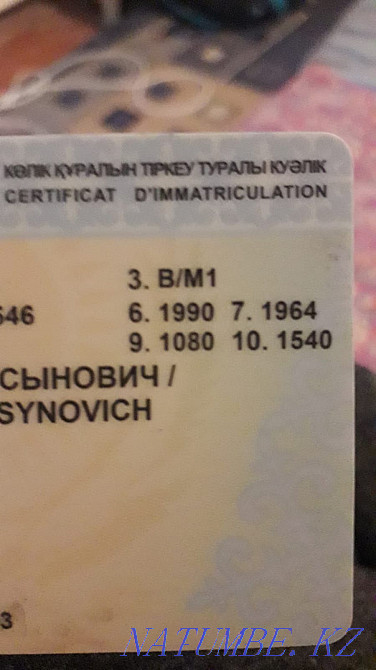 КӨЛІК ҚҰРАЛЫН ТІРКЕУ ТУРАЛЫ КУӘЛІК
CERTIFICAT D'IMMATRICULATION
3. B/M1
546 6. 1990 7. 1964
9. 1080 10. 1540
СЫНОВИЧ /
SYNOVICH
3
NATUMBE. KZ